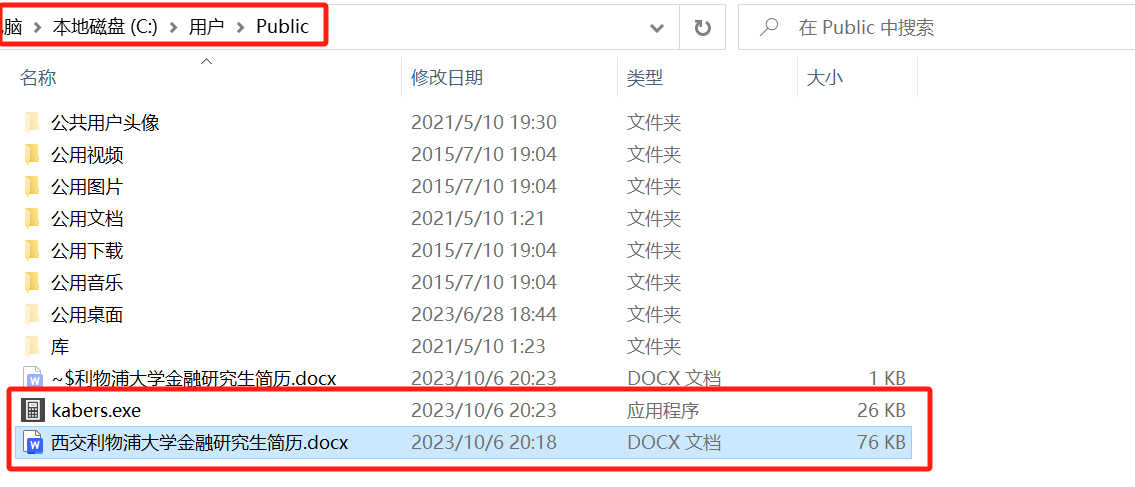 脑 › 本地磁盘 (C:) › 用户 › Public 在 Public 中搜索
名称 修改日期 类型 大小
公共用户头像 2021/5/10 19:30 文件夹
公用视频 2015/7/10 19:04 文件夹
公用图片 2015/7/10 19:04 文件夹
公用文档 2021/5/10 1:21 文件夹
公用下载 2015/7/10 19:04 文件夹
公用音乐 2015/7/10 19:04 文件夹
公用桌面 2023/6/28 18:44 文件夹
库 2021/5/10 1:23 文件夹
~$利物浦大学金融研究生简历.docx 2023/10/6 20:23 DOCX 文档 1 KB
kabers.exe 2023/10/6 20:23 应用程序 26 KB
西交利物浦大学金融研究生简历.docx 2023/10/6 20:18 DOCX 文档 76 KB